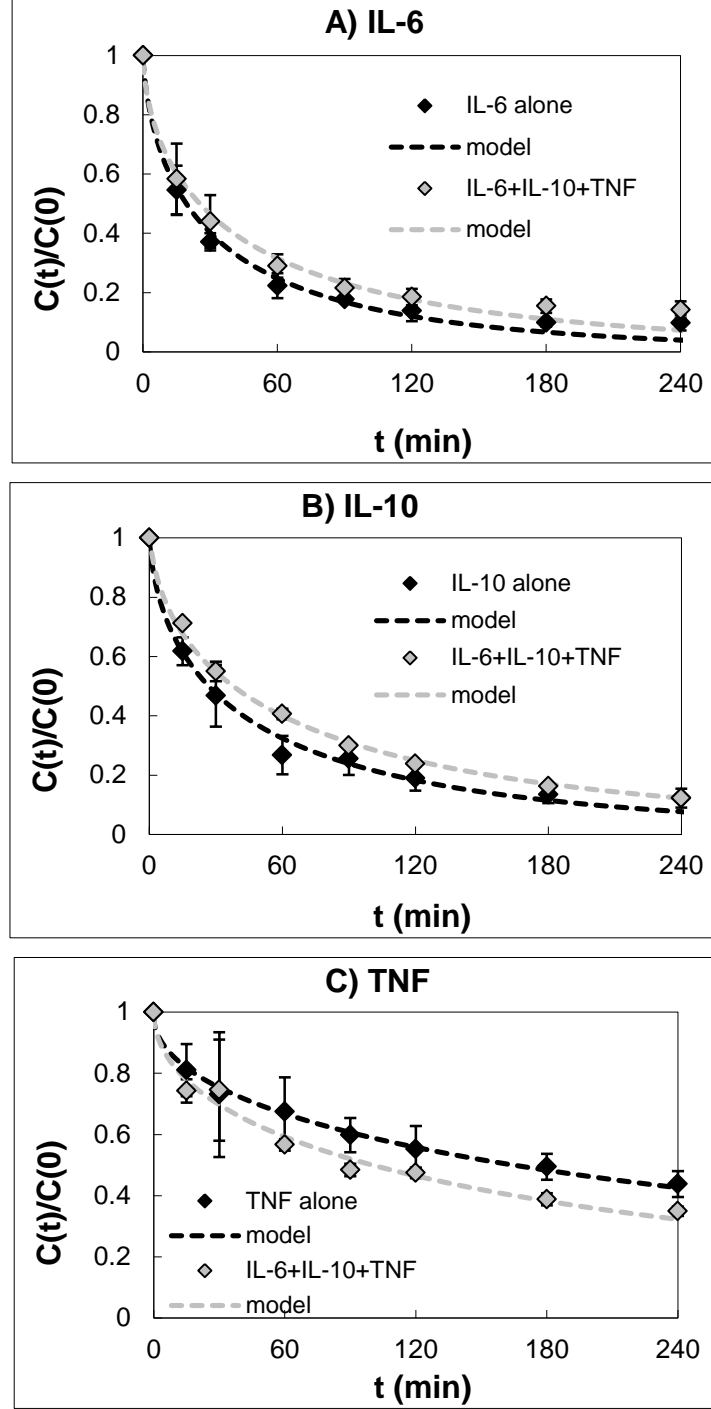 A) IL-6
1
0.8
0.6
0.4
0.2
0
C(t)/C(0)
IL-6 alone
model
IL-6+IL-10+TNF
model
0 60 120 180 240
t (min)
B) IL-10
1
0.8
0.6
0.4
0.2
0
C(t)/C(0)
IL-10 alone
model
IL-6+IL-10+TNF
model
0 60 120 180 240
t (min)
C) TNF
1
0.8
0.6
0.4
0.2
0
C(t)/C(0)
TNF alone
model
IL-6+IL-10+TNF
model
0 60 120 180 240
t (min)